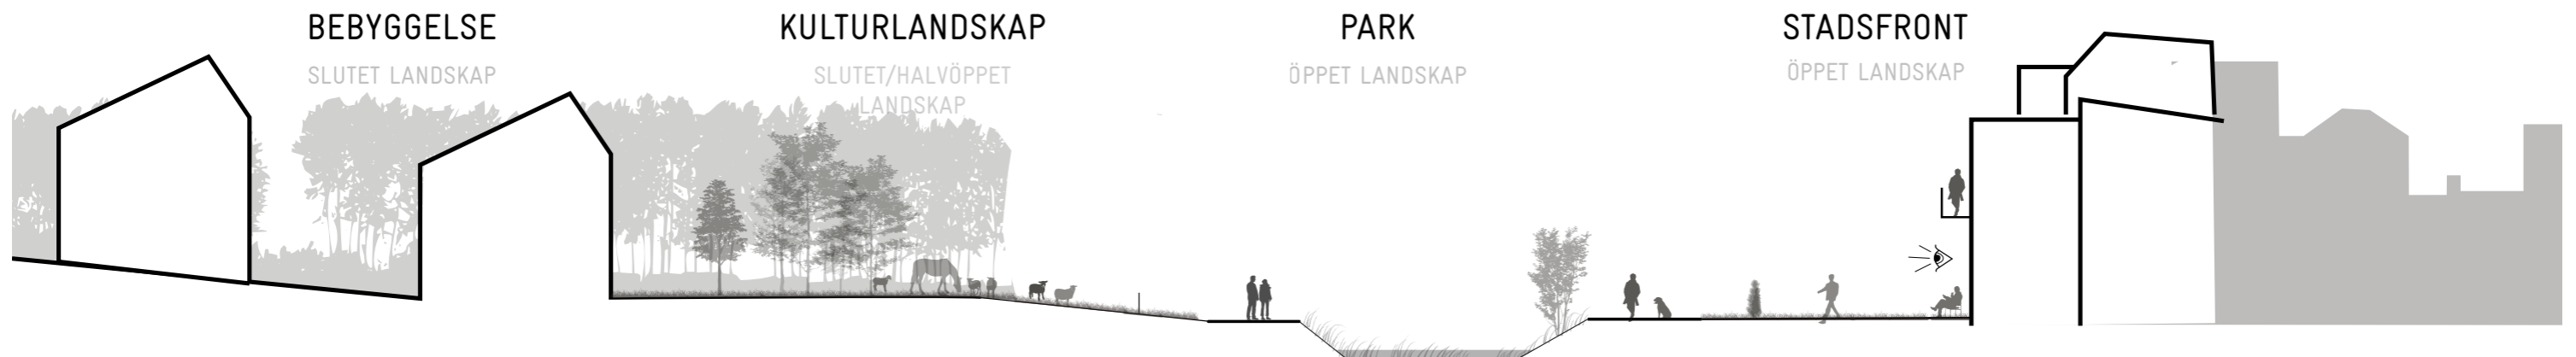 BEBYGGELSE
SLUTET LANDSKAP
KULTURLANDSKAP
SLUTET/HALVÖPPET
LANDSKAP
PARK
ÖPPET LANDSKAP
STADSFRONT
ÖPPET LANDSKAP